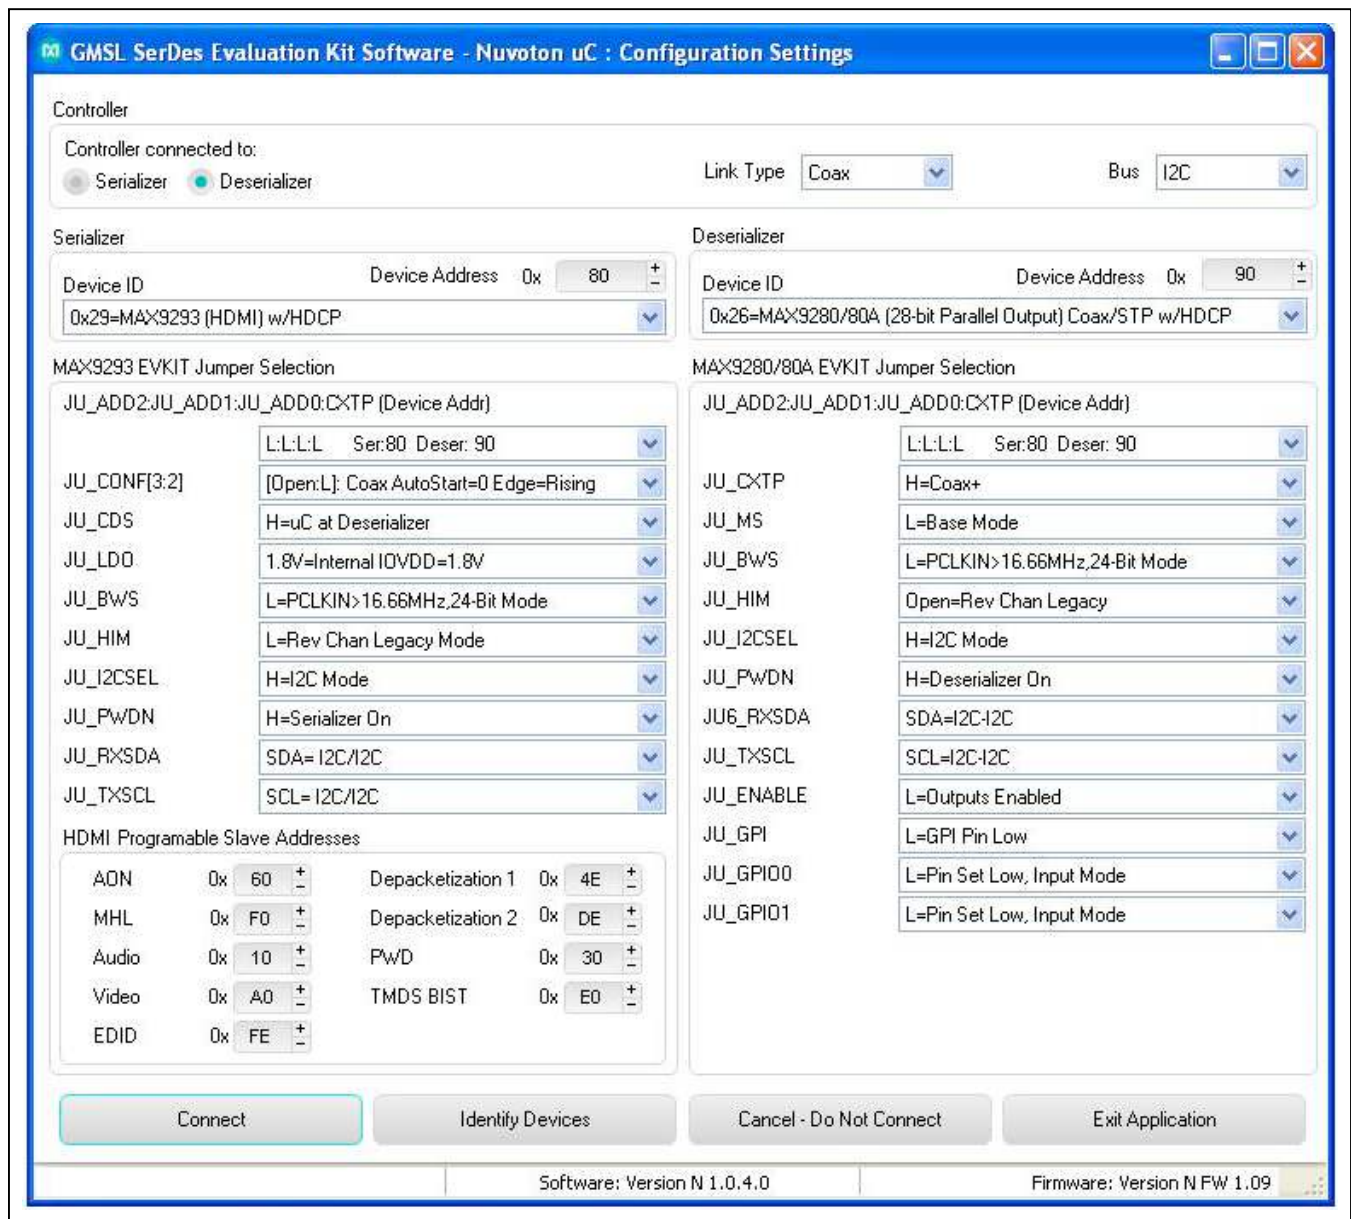 GMSL SerDes Evaluation Kit Software - Nuvoton uC : Configuration Settings
Controller
Controller connected to:
Serializer Deserializer
Link Type Coax
Bus I2C
Serializer
Device ID
Device Address 0x 80
0x29=MAX9293 (HDMI) w/HDCP
Deserializer
Device ID
Device Address 0x 90
0x26=MAX9280/80A (28-bit Parallel Output) Coax/STP w/HDCP
MAX9293 EVKIT Jumper Selection
JU_ADD2:JU_ADD1:JU_ADD0:CXTP (Device Addr)
L:L:L:L Ser:80 Deser: 90
JU_CONF[3:2] [Open:L]: Coax AutoStart=0 Edge=Rising
JU_CDS H=uC at Deserializer
JU_LDO 1.8V=Internal IOVDD=1.8V
JU_BWS L=PCLKIN>16.66MHz,24-Bit Mode
JU_HIM L=Rev Chan Legacy Mode
JU_I2CSEL H=I2C Mode
JU_PWDN H=Serializer On
JU_RXSDA SDA= I2C/I2C
JU_TXSCL SCL= I2C/I2C
HDMI Programable Slave Addresses
AON 0x 60 Depacketization 1 0x 4E
MHL 0x F0 Depacketization 2 0x DE
Audio 0x 10 PWD 0x 30
Video 0x A0 TMDS BIST 0x E0
EDID 0x FE
MAX9280/80A EVKIT Jumper Selection
JU_ADD2:JU_ADD1:JU_ADD0:CXTP (Device Addr)
L:L:L:L Ser:80 Deser: 90
JU_CXTP H=Coax+
JU_MS L=Base Mode
JU_BWS L=PCLKIN>16.66MHz,24-Bit Mode
JU_HIM Open=Rev Chan Legacy
JU_I2CSEL H=I2C Mode
JU_PWDN H=Deserializer On
JU6_RXSDA SDA=I2C-I2C
JU_TXSCL SCL=I2C-I2C
JU_ENABLE L=Outputs Enabled
JU_GPI L=GPI Pin Low
JU_GPIO0 L=Pin Set Low, Input Mode
JU_GPIO1 L=Pin Set Low, Input Mode
Connect Identify Devices Cancel - Do Not Connect Exit Application
Software: Version N 1.0.4.0 Firmware: Version N FW 1.09